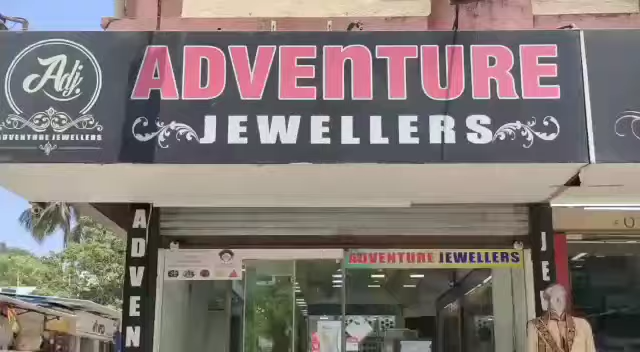 Adj.
ADVENTURE JEWELLERS
ADVENTURE
JEWELLERS
ADVENTURE JEWELLERS
ADVEN
JE